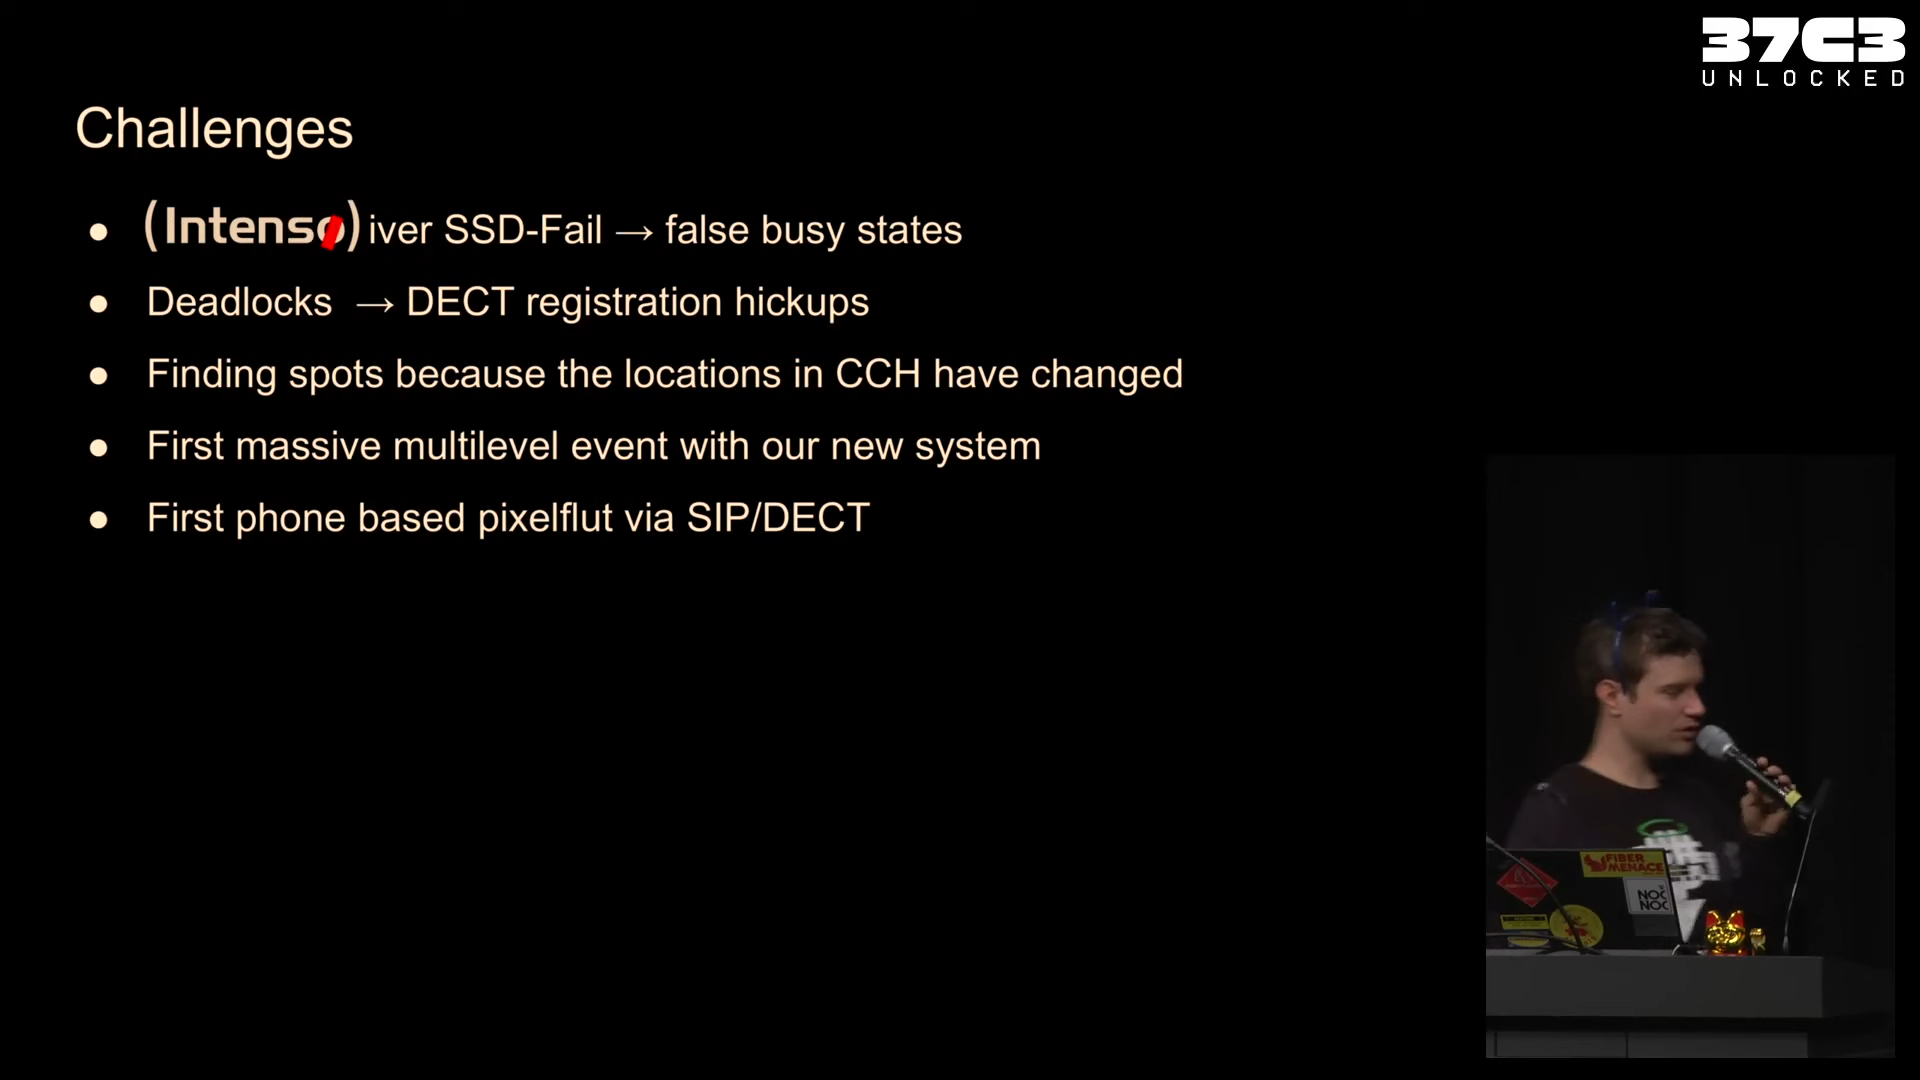 37C3
UNLOCKED
Challenges
● (Intenso) iver SSD-Fail → false busy states
● Deadlocks → DECT registration hickups
● Finding spots because the locations in CCH have changed
● First massive multilevel event with our new system
● First phone based pixelflut via SIP/DECT
FIBER
MENACE
NOC
NOC